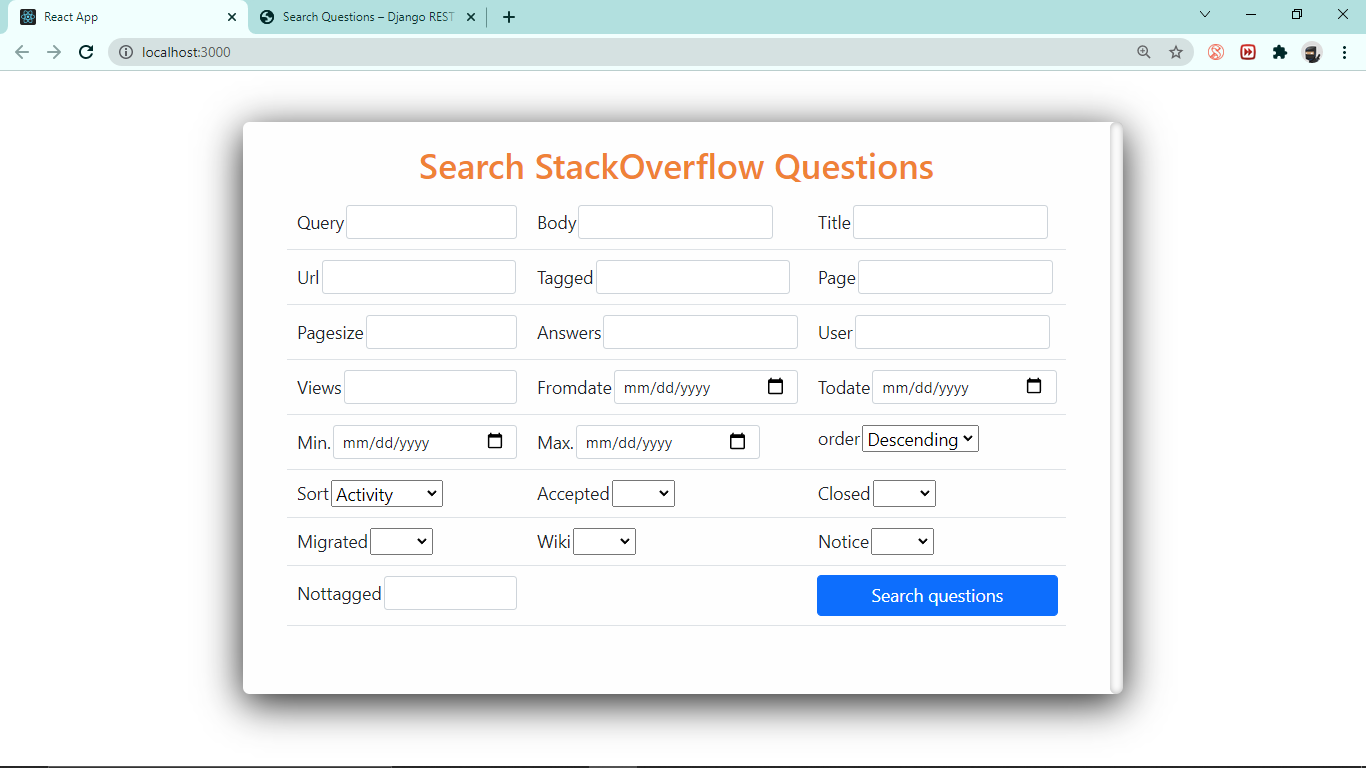 React App
Search Questions – Django REST
localhost:3000
Search StackOverflow Questions
Query Body Title
Url Tagged Page
Pagesize Answers User
Views Fromdate mm/dd/yyyy Todate mm/dd/yyyy
Min. mm/dd/yyyy Max. mm/dd/yyyy order Descending
Sort Activity Accepted Closed
Migrated Wiki Notice
Nottagged Search questions